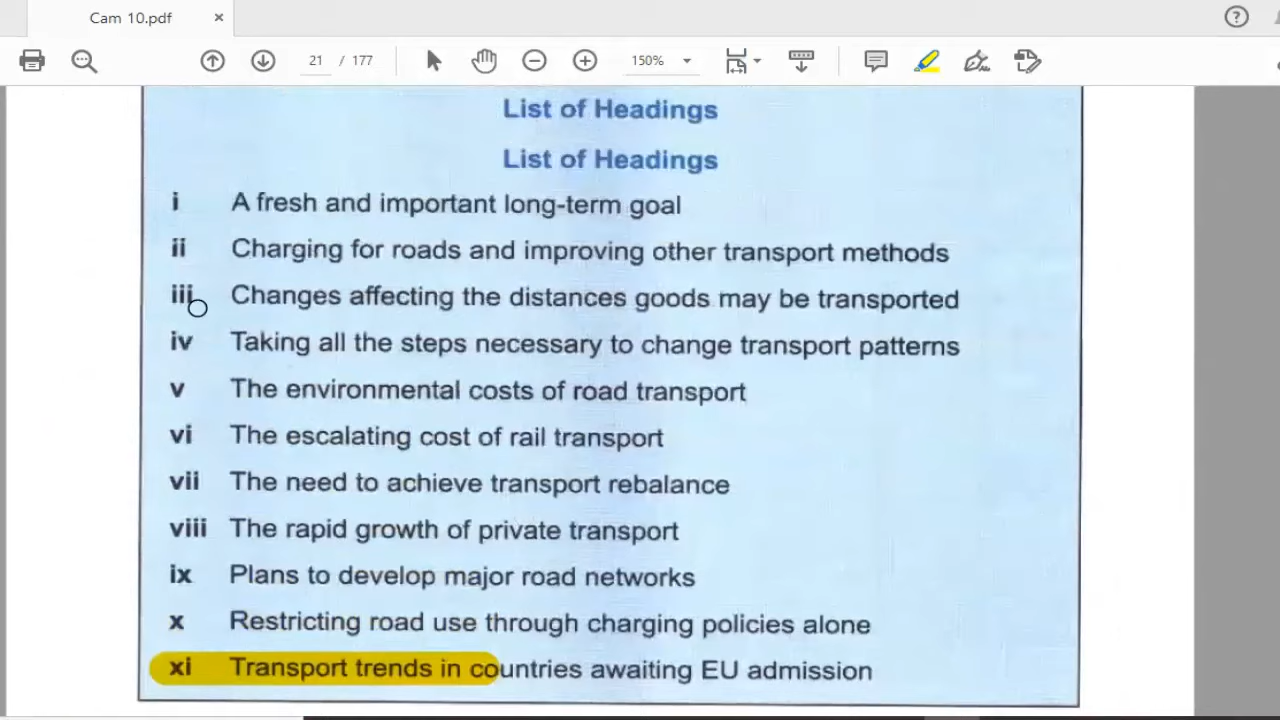 Cam 10.pdf
21 / 177
150%
List of Headings
List of Headings
i A fresh and important long-term goal
ii Charging for roads and improving other transport methods
iii Changes affecting the distances goods may be transported
iv Taking all the steps necessary to change transport patterns
v The environmental costs of road transport
vi The escalating cost of rail transport
vii The need to achieve transport rebalance
viii The rapid growth of private transport
ix Plans to develop major road networks
x Restricting road use through charging policies alone
xi Transport trends in countries awaiting EU admission